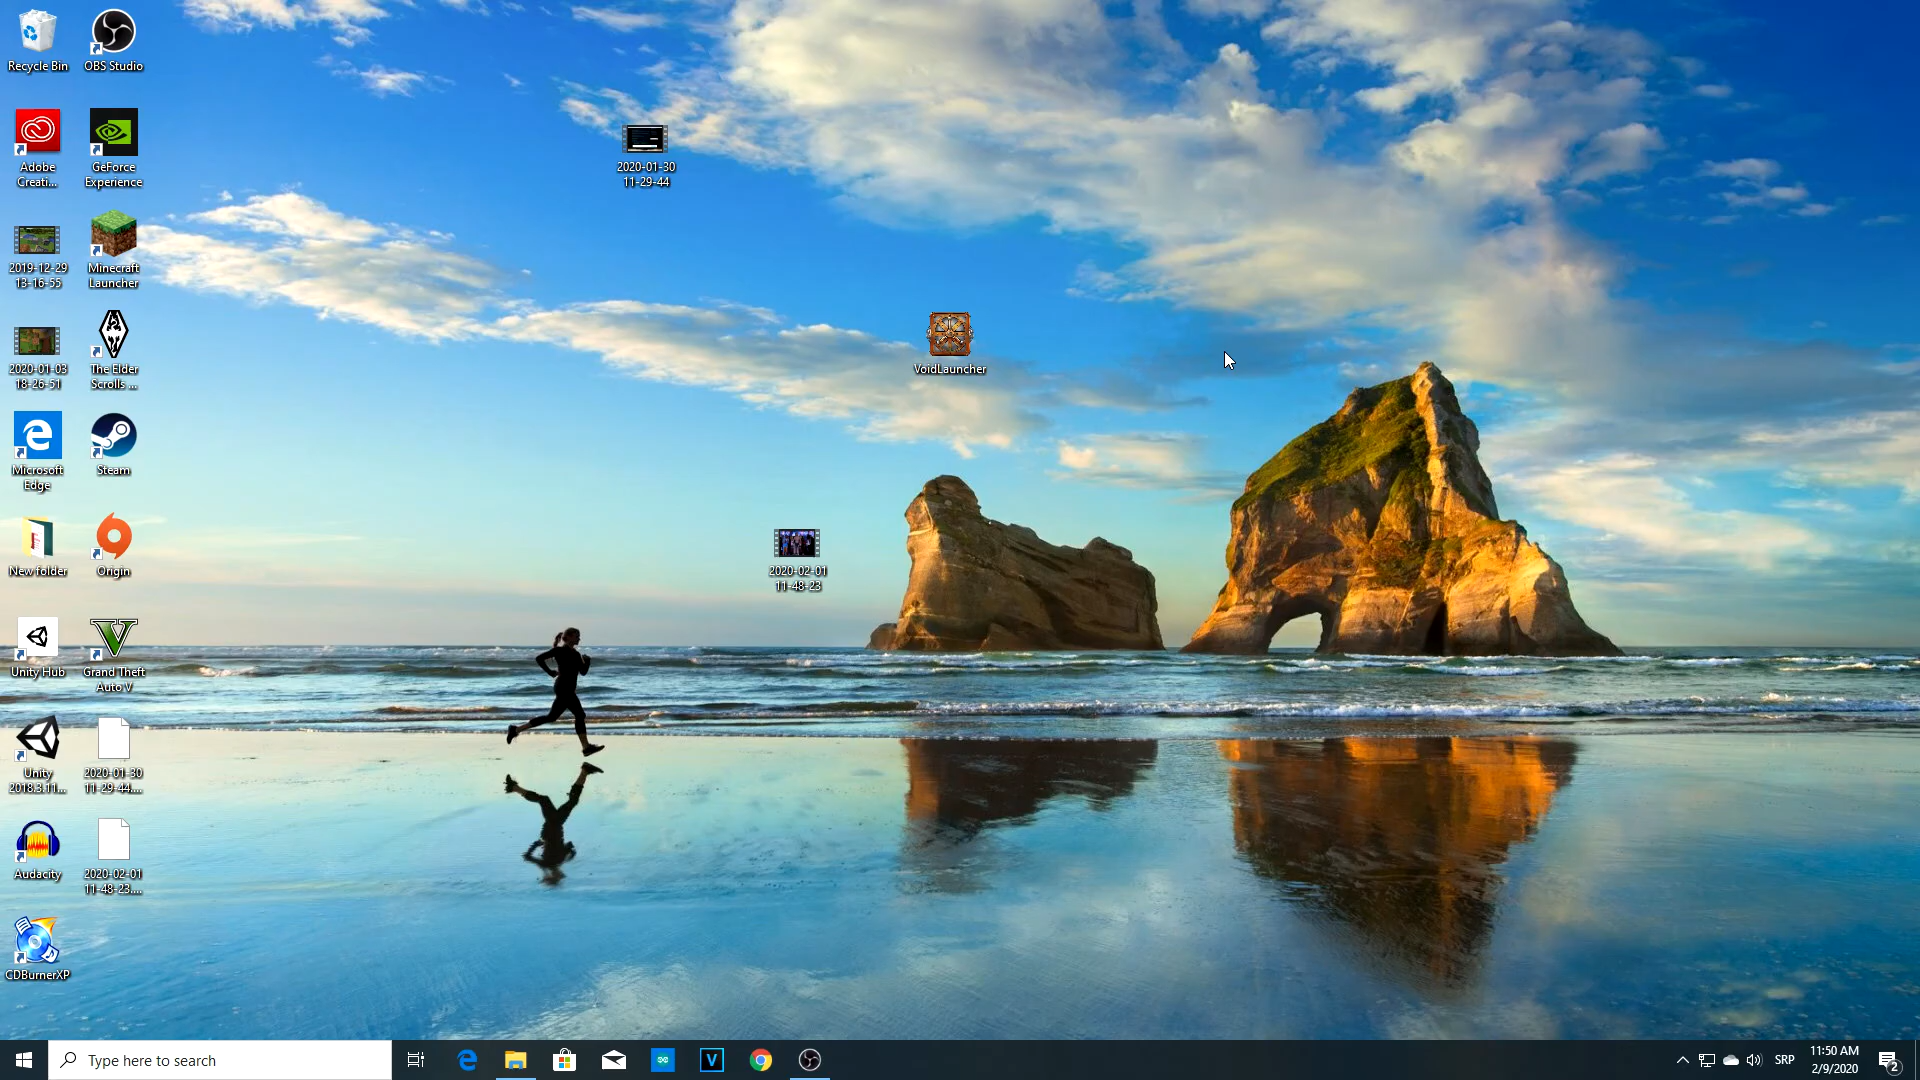 Recycle Bin
OBS Studio
Adobe
Creati...
GeForce
Experience
2019-12-29
13-16-55
Minecraft
Launcher
2020-01-03
18-26-51
The Elder
Scrolls ...
Microsoft
Edge
Steam
New folder
Origin
Unity Hub
Grand Theft
Auto V
Unity
2018.3.11...
2020-01-30
11-29-44....
Audacity
2020-02-01
11-48-23....
CDBurnerXP
2020-01-30
11-29-44
VoidLauncher
2020-02-01
11-48-23
Type here to search
V
SRP
11:50 AM
2/9/2020
2